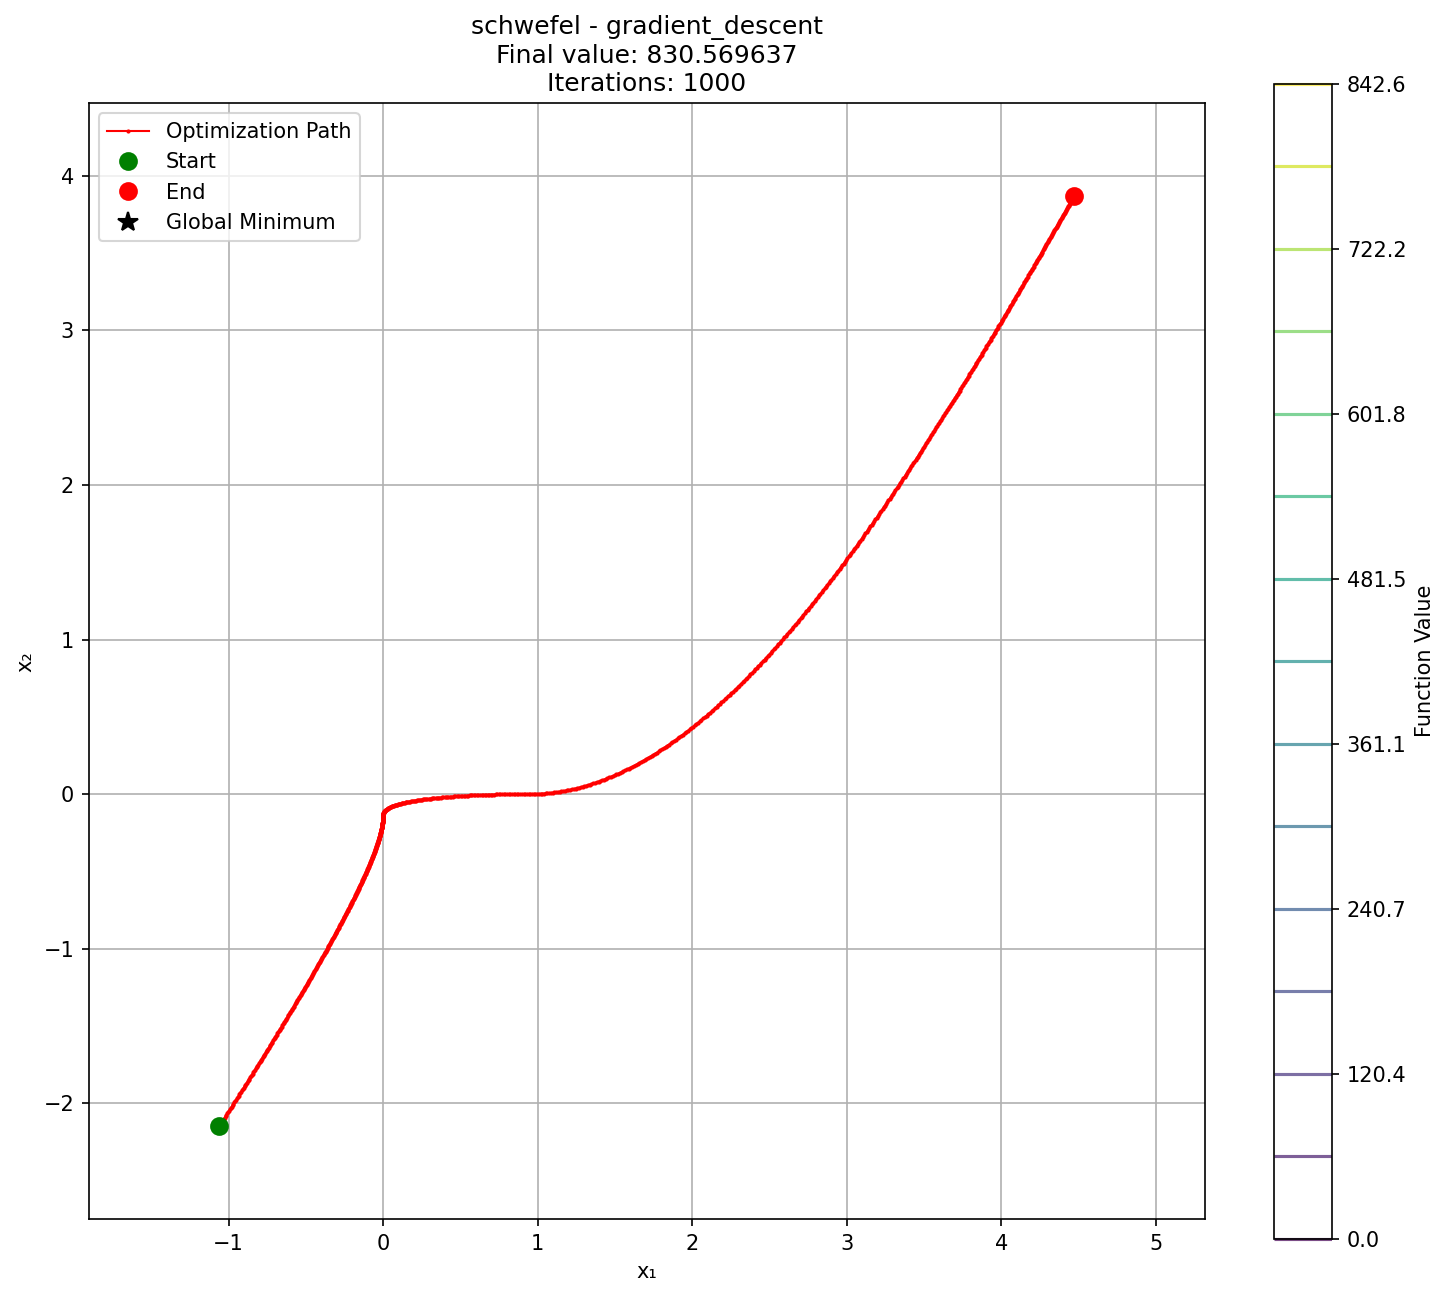 schwefel - gradient_descent
Final value: 830.569637
Iterations: 1000
Optimization Path
Start
End
Global Minimum
4
3
2
1
0
−1
−2
x₂
−1
0
1
2
3
4
5
x₁
842.6
722.2
601.8
481.5
361.1
240.7
120.4
0.0
Function Value